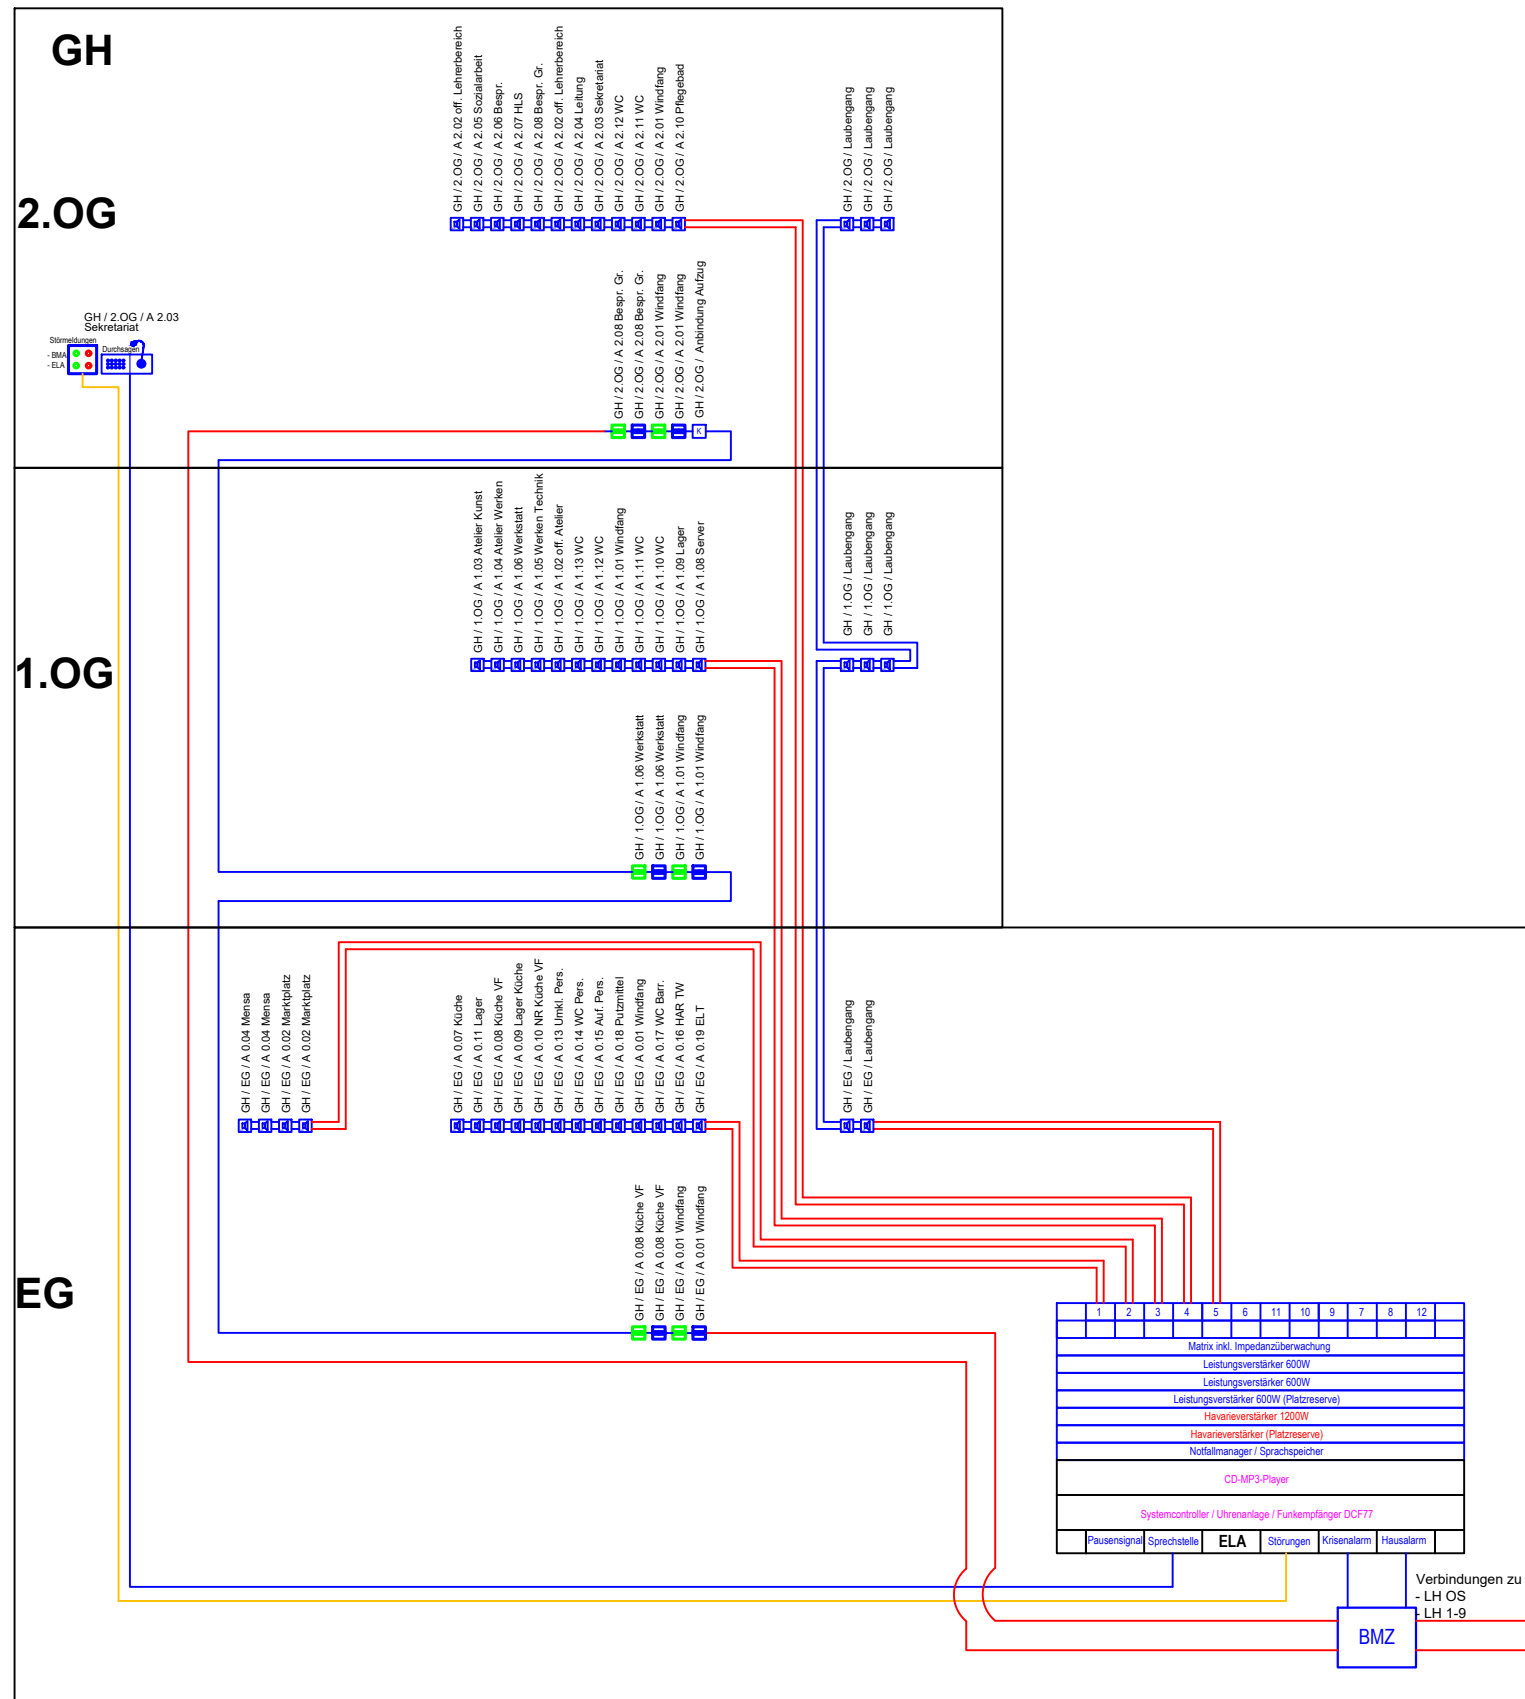 GH
GH / 2.OG / A 2.02 off. Lehrerbereich
GH / 2.OG / A 2.05 Sozialarbeit
GH / 2.OG / A 2.06 Bespr.
GH / 2.OG / A 2.07 HLS
GH / 2.OG / A 2.08 Bespr. Gr.
GH / 2.OG / A 2.02 off. Lehrerbereich
GH / 2.OG / A 2.04 Leitung
GH / 2.OG / A 2.03 Sekretariat
GH / 2.OG / A 2.12 WC
GH / 2.OG / A 2.11 WC
GH / 2.OG / A 2.01 Windfang
GH / 2.OG / A 2.10 Pflegebad
GH / 2.OG / Laubengang
GH / 2.OG / Laubengang
GH / 2.OG / Laubengang
2.OG
GH / 2.OG / A 2.03
Sekretariat
Störmeldungen
- BMA
- ELA
Durchsagen
GH / 2.OG / A 2.08 Bespr. Gr.
GH / 2.OG / A 2.08 Bespr. Gr.
GH / 2.OG / A 2.01 Windfang
GH / 2.OG / A 2.01 Windfang
GH / 2.OG / Anbindung Aufzug
K
1.OG
GH / 1.OG / A 1.03 Atelier Kunst
GH / 1.OG / A 1.04 Atelier Werken
GH / 1.OG / A 1.06 Werkstatt
GH / 1.OG / A 1.05 Werken Technik
GH / 1.OG / A 1.02 off. Atelier
GH / 1.OG / A 1.13 WC
GH / 1.OG / A 1.12 WC
GH / 1.OG / A 1.01 Windfang
GH / 1.OG / A 1.11 WC
GH / 1.OG / A 1.10 WC
GH / 1.OG / A 1.09 Lager
GH / 1.OG / A 1.08 Server
GH / 1.OG / Laubengang
GH / 1.OG / Laubengang
GH / 1.OG / Laubengang
GH / 1.OG / A 1.06 Werkstatt
GH / 1.OG / A 1.06 Werkstatt
GH / 1.OG / A 1.01 Windfang
GH / 1.OG / A 1.01 Windfang
EG
GH / EG / A 0.04 Mensa
GH / EG / A 0.04 Mensa
GH / EG / A 0.02 Marktplatz
GH / EG / A 0.02 Marktplatz
GH / EG / A 0.07 Küche
GH / EG / A 0.11 Lager
GH / EG / A 0.08 Küche VF
GH / EG / A 0.09 Lager Küche
GH / EG / A 0.10 NR Küche VF
GH / EG / A 0.13 Umkl. Pers.
GH / EG / A 0.14 WC Pers.
GH / EG / A 0.15 Auf. Pers.
GH / EG / A 0.18 Putzmittel
GH / EG / A 0.01 Windfang
GH / EG / A 0.17 WC Barr.
GH / EG / A 0.16 HAR TW
GH / EG / A 0.19 ELT
GH / EG / Laubengang
GH / EG / Laubengang
GH / EG / A 0.08 Küche VF
GH / EG / A 0.08 Küche VF
GH / EG / A 0.01 Windfang
GH / EG / A 0.01 Windfang
1 2 3 4 5 6 11 10 9 7 8 12
Matrix inkl. Impedanzüberwachung
Leistungsverstärker 600W
Leistungsverstärker 600W
Leistungsverstärker 600W (Platzreserve)
Havarieverstärker 1200W
Havarieverstärker (Platzreserve)
Notfallmanager / Sprachspeicher
CD-MP3-Player
Systemcontroller / Uhrenanlage / Funkempfänger DCF77
Pausensignal Sprechstelle ELA Störungen Krisenalarm Hausalarm
Verbindungen zu
- LH OS
- LH 1-9
BMZ